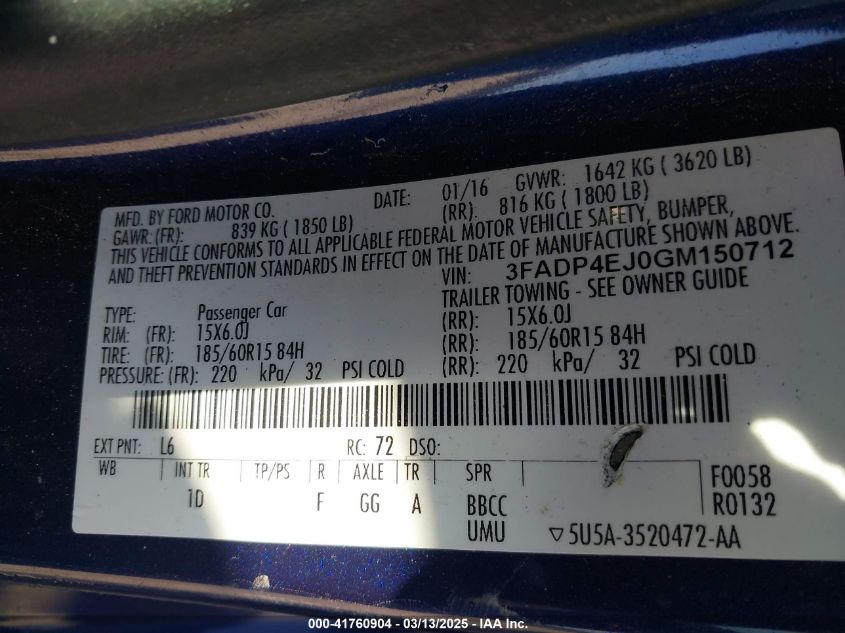 MFD. BY FORD MOTOR CO. DATE: 01/16 GVWR: 1642 KG ( 3620 LB)
GAWR: (FR): 839 KG ( 1850 LB) (RR): 816 KG ( 1800 LB)
THIS VEHICLE CONFORMS TO ALL APPLICABLE FEDERAL MOTOR VEHICLE SAFETY, BUMPER,
AND THEFT PREVENTION STANDARDS IN EFFECT ON THE DATE OF MANUFACTURE SHOWN ABOVE.
VIN: 3FADP4EJ0GM150712
TYPE: Passenger Car TRAILER TOWING - SEE OWNER GUIDE
RIM: (FR): 15X6.0J (RR): 15X6.0J
TIRE: (FR): 185/60R15 84H (RR): 185/60R15 84H
PRESSURE: (FR): 220 kPa/ 32 PSI COLD (RR): 220 kPa/ 32 PSI COLD
EXT PNT: L6 RC: 72 DSO:
WB INT TR TP/PS R AXLE TR SPR F0058
1D F GG A BBCC R0132
UMU ▽5U5A-3520472-AA
000-41760904 - 03/13/2025 - IAA Inc.